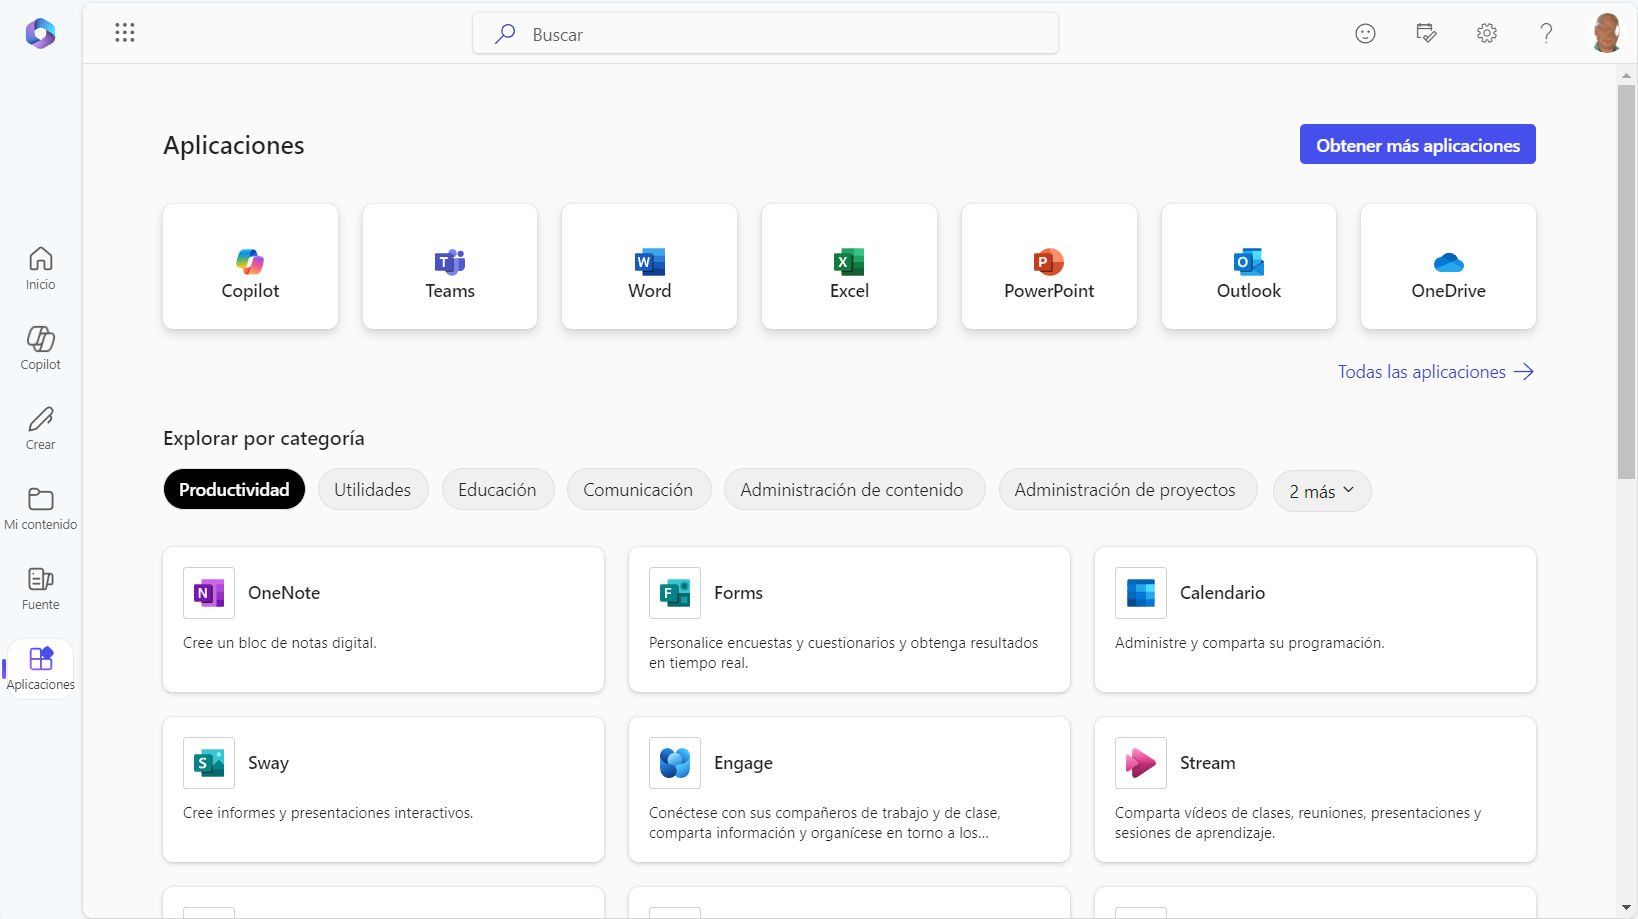 Buscar
Inicio
Copilot
Crear
Mi contenido
Fuente
Aplicaciones
Aplicaciones
Obtener más aplicaciones
Copilot
T
Teams
W
Word
X
Excel
P
PowerPoint
O
Outlook
OneDrive
Todas las aplicaciones
Explorar por categoría
Productividad
Utilidades
Educación
Comunicación
Administración de contenido
Administración de proyectos
2 más
N
OneNote
Cree un bloc de notas digital.
F
Forms
Personalice encuestas y cuestionarios y obtenga resultados
en tiempo real.
Calendario
Administre y comparta su programación.
S
Sway
Cree informes y presentaciones interactivos.
Engage
Conéctese con sus compañeros de trabajo y de clase,
comparta información y organícese en torno a los...
Stream
Comparta vídeos de clases, reuniones, presentaciones y
sesiones de aprendizaje.